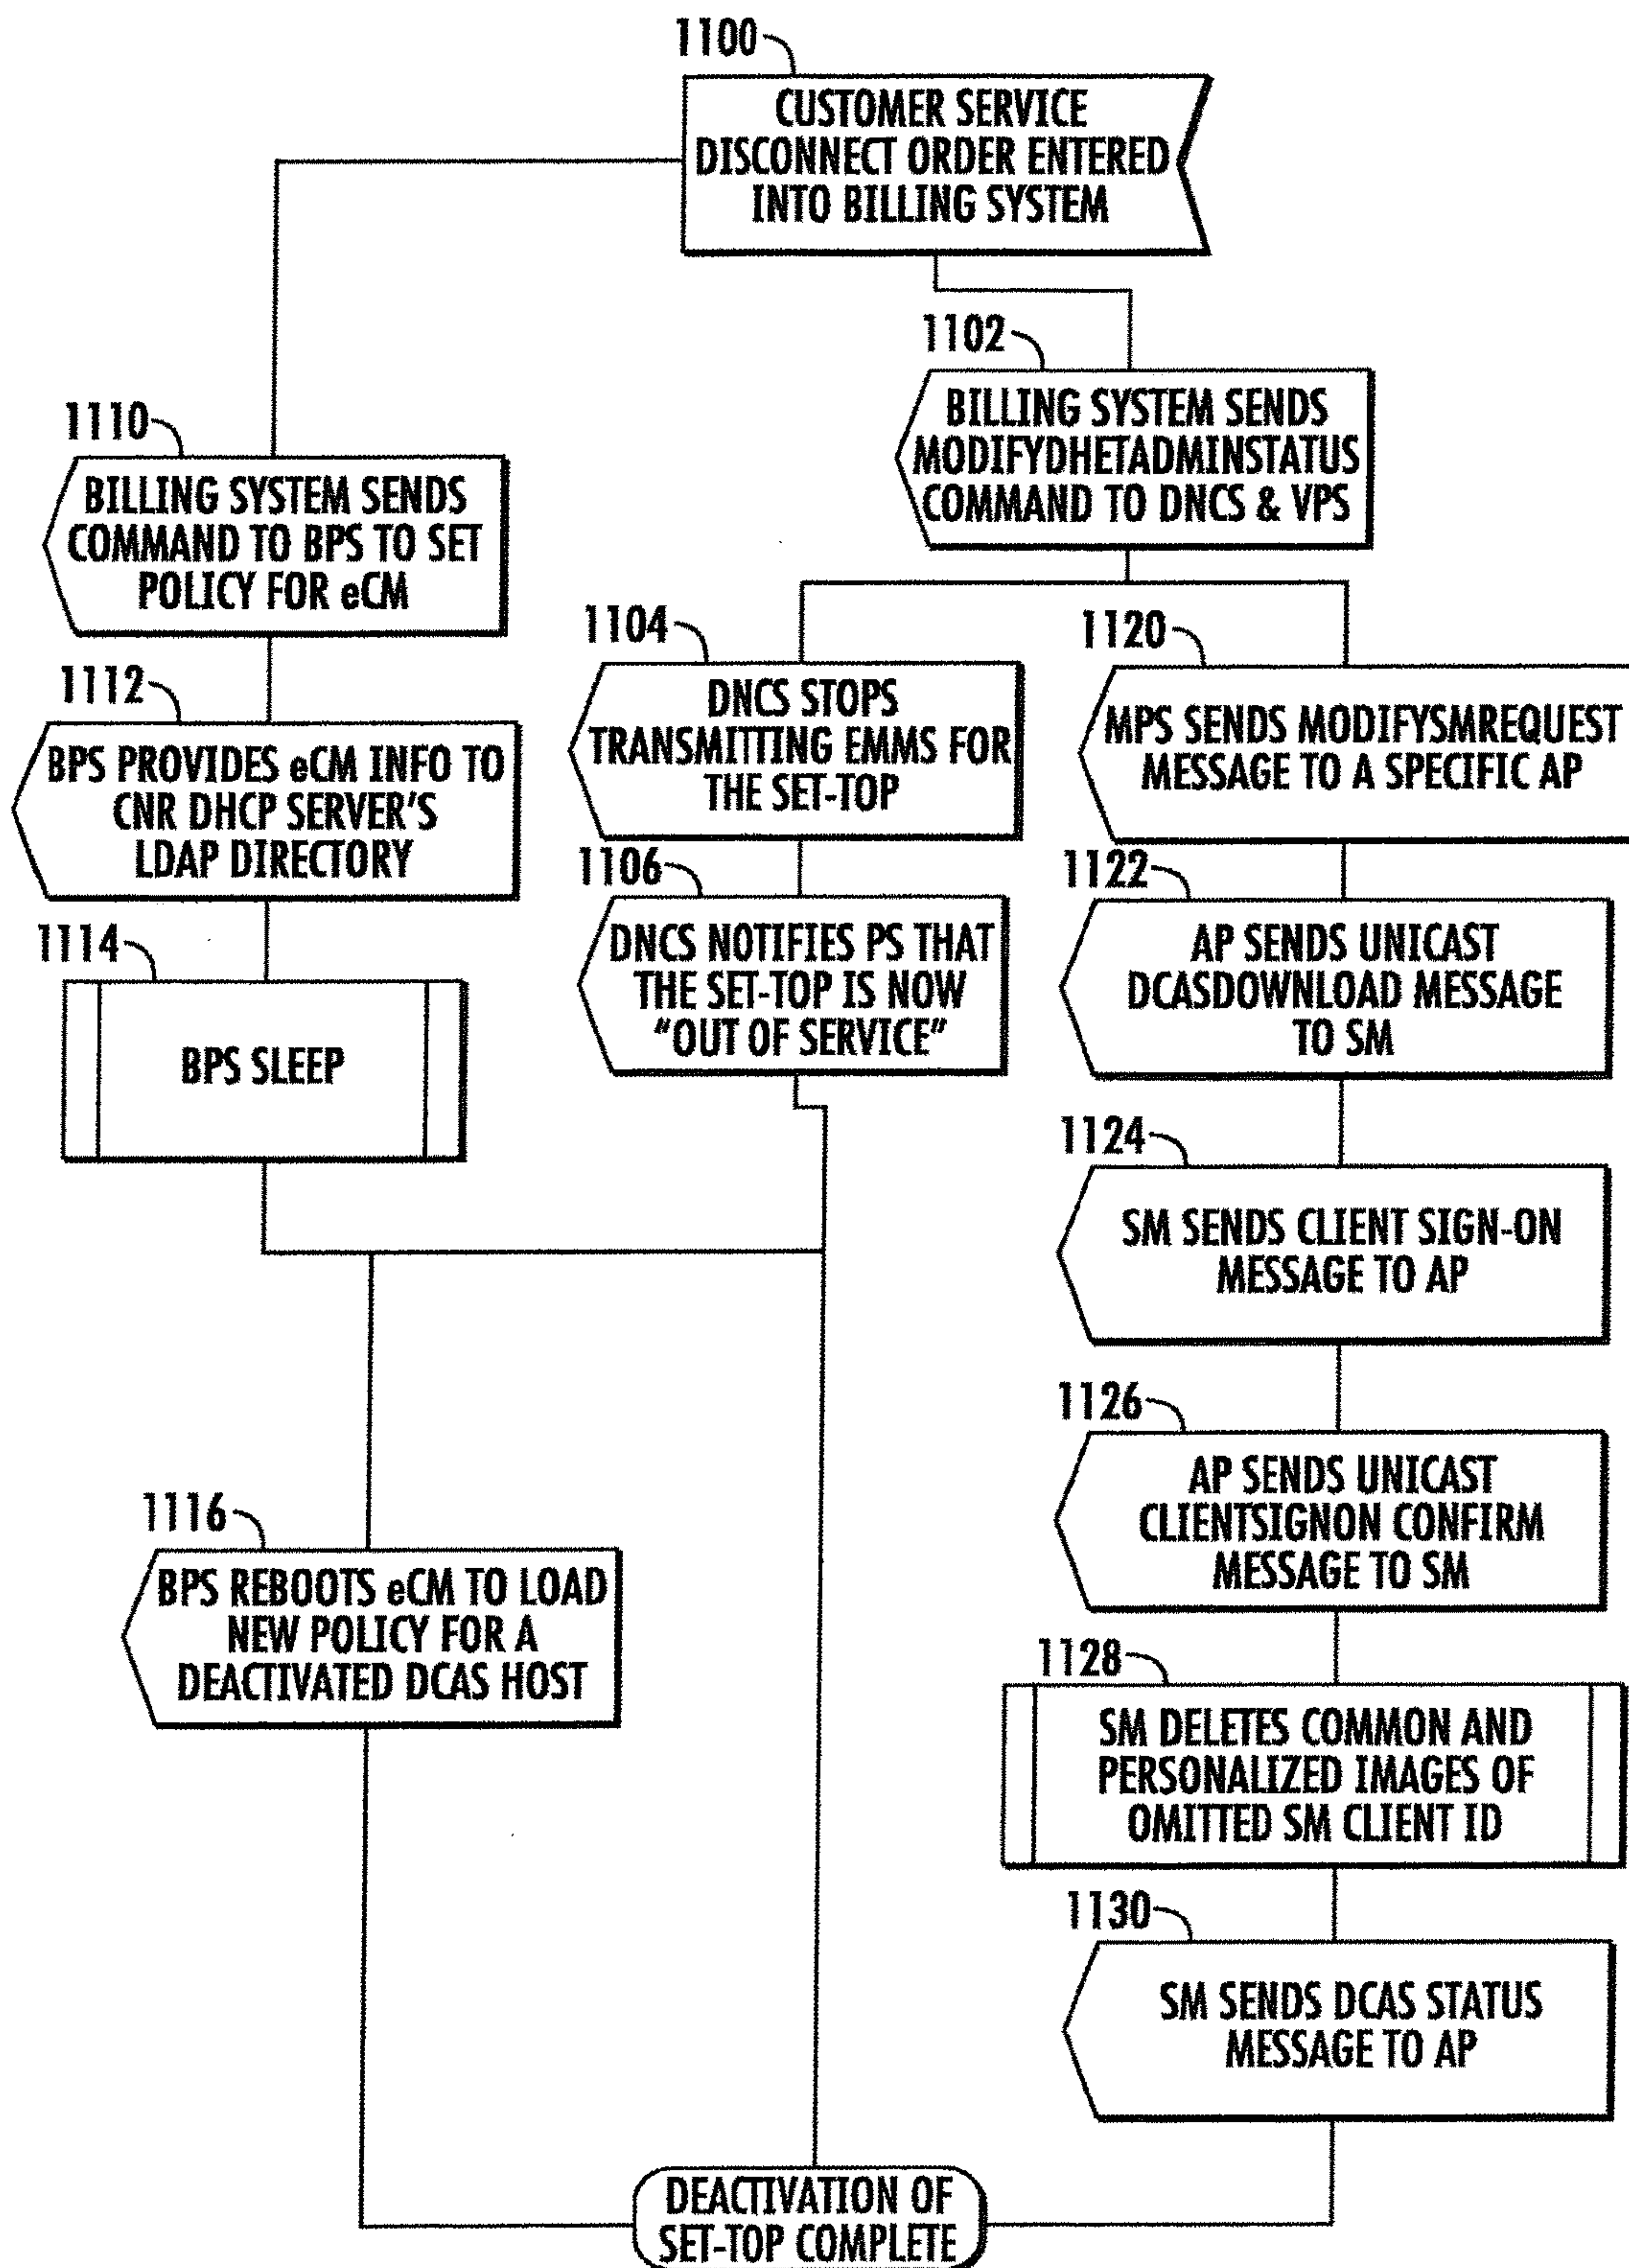 1100
CUSTOMER SERVICE
DISCONNECT ORDER ENTERED
INTO BILLING SYSTEM
1102
BILLING SYSTEM SENDS
MODIFYDHETADMINSTATUS
COMMAND TO DNCS & VPS
1110
BILLING SYSTEM SENDS
COMMAND TO BPS TO SET
POLICY FOR eCM
1112
BPS PROVIDES eCM INFO TO
CNR DHCP SERVER'S
LDAP DIRECTORY
1114
BPS SLEEP
1104
DNCS STOPS
TRANSMITTING EMMS FOR
THE SET-TOP
1106
DNCS NOTIFIES PS THAT
THE SET-TOP IS NOW
"OUT OF SERVICE"
1120
MPS SENDS MODIFYSMREQUEST
MESSAGE TO A SPECIFIC AP
1122
AP SENDS UNICAST
DCASDOWNLOAD MESSAGE
TO SM
1124
SM SENDS CLIENT SIGN-ON
MESSAGE TO AP
1126
AP SENDS UNICAST
CLIENTSIGNON CONFIRM
MESSAGE TO SM
1116
BPS REBOOTS eCM TO LOAD
NEW POLICY FOR A
DEACTIVATED DCAS HOST
1128
SM DELETES COMMON AND
PERSONALIZED IMAGES OF
OMITTED SM CLIENT ID
1130
SM SENDS DCAS STATUS
MESSAGE TO AP
DEACTIVATION OF
SET-TOP COMPLETE